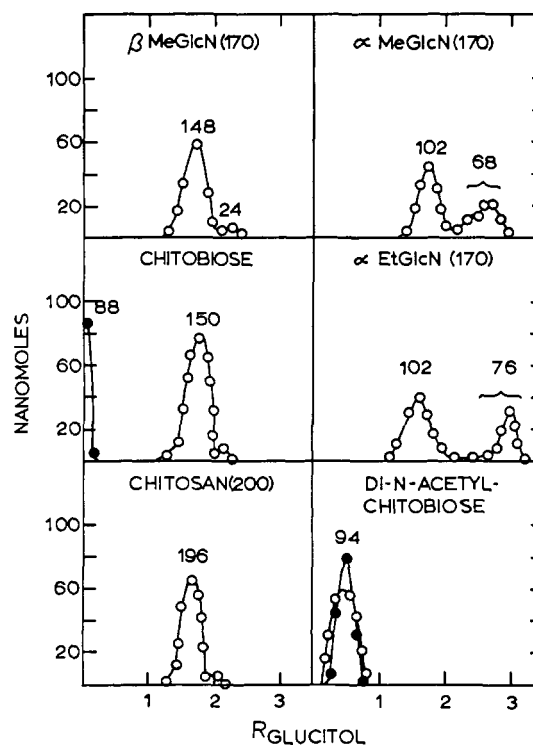 β MeGlcN (170)
148
24
α MeGlcN (170)
102
68
100
60
20
CHITOBIOSE
88
150
α EtGlcN (170)
102
76
100
60
20
NANOMOLES
CHITOSAN (200)
196
DI-N-ACETYL-
CHITOBIOSE
94
100
60
20
1 2 3 1 2 3
RGLUCITOL